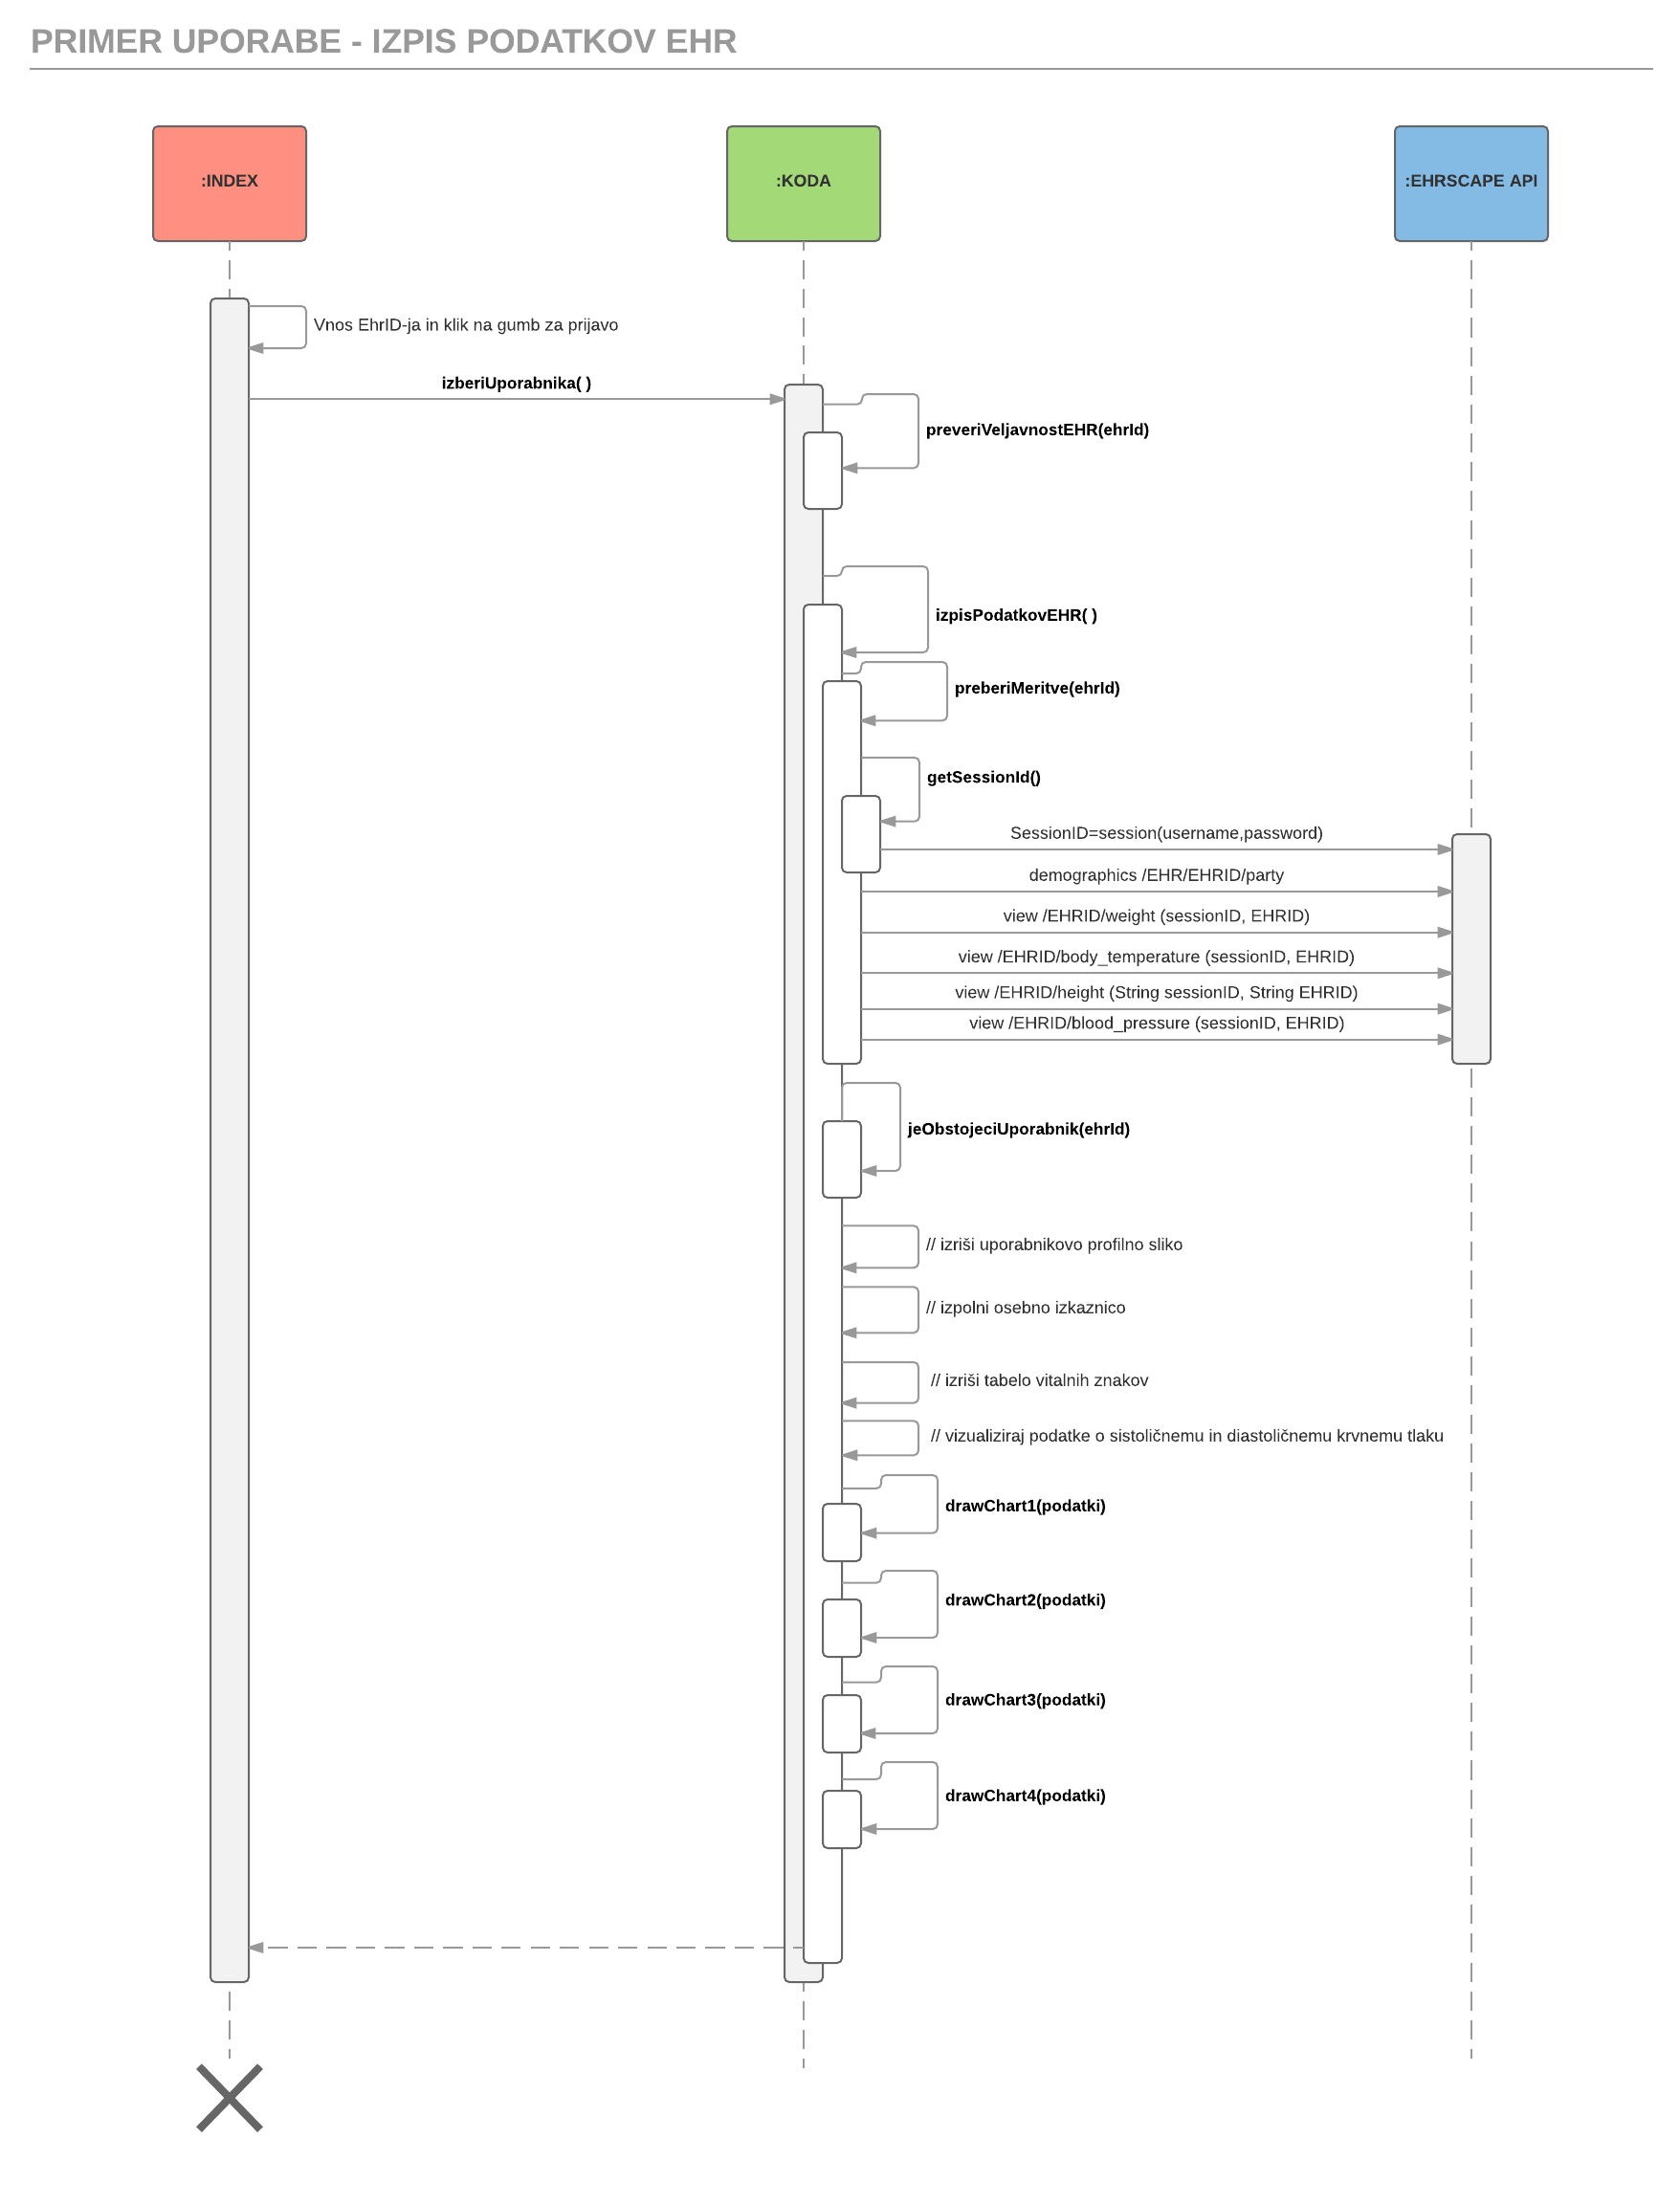 PRIMER UPORABE - IZPIS PODATKOV EHR
:INDEX
:KODA
:EHRSCAPE API
Vnos EhrID-ja in klik na gumb za prijavo
izberiUporabnika( )
preveriVeljavnostEHR(ehrId)
izpisPodatkovEHR( )
preberiMeritve(ehrId)
getSessionId()
SessionID=session(username,password)
demographics /EHR/EHRID/party
view /EHRID/weight (sessionID, EHRID)
view /EHRID/body_temperature (sessionID, EHRID)
view /EHRID/height (String sessionID, String EHRID)
view /EHRID/blood_pressure (sessionID, EHRID)
jeObstojeciUporabnik(ehrId)
// izriši uporabnikovo profilno sliko
// izpolni osebno izkaznico
// izriši tabelo vitalnih znakov
// vizualiziraj podatke o sistoličnemu in diastoličnemu krvnemu tlaku
drawChart1(podatki)
drawChart2(podatki)
drawChart3(podatki)
drawChart4(podatki)